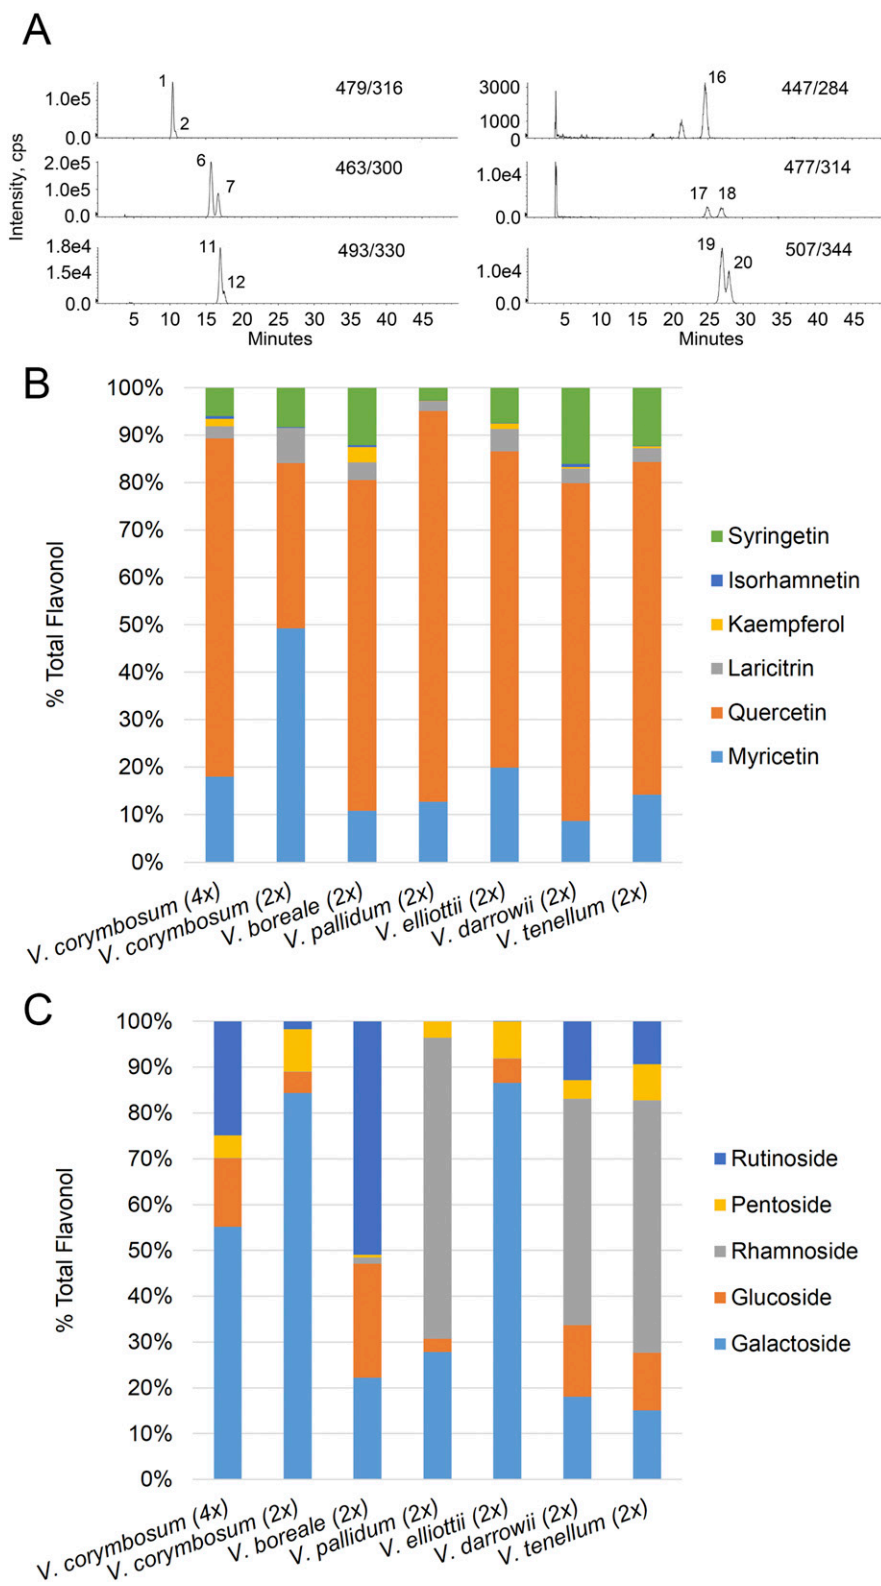 A
Intensity, cps
1.0e5
0.0
1
2
479/316
2.0e5
1.0e5
0.0
6
7
463/300
1.8e4
1.5e4
0.0
11
12
493/330
5 10 15 20 25 30 35 40 45
Minutes
3000
1000
0
16
447/284
1.0e4
0.0
17 18
477/314
1.0e4
0.0
19
20
507/344
5 10 15 20 25 30 35 40 45
Minutes
B
% Total Flavonol
100%
90%
80%
70%
60%
50%
40%
30%
20%
10%
0%
V. corymbosum (4x)
V. corymbosum (2x)
V. boreale (2x)
V. pallidum (2x)
V. elliottii (2x)
V. darrowii (2x)
V. tenellum (2x)
Syringetin
Isorhamnetin
Kaempferol
Laricitrin
Quercetin
Myricetin
C
% Total Flavonol
100%
90%
80%
70%
60%
50%
40%
30%
20%
10%
0%
V. corymbosum (4x)
V. corymbosum (2x)
V. boreale (2x)
V. pallidum (2x)
V. elliottii (2x)
V. darrowii (2x)
V. tenellum (2x)
Rutinoside
Pentoside
Rhamnoside
Glucoside
Galactoside